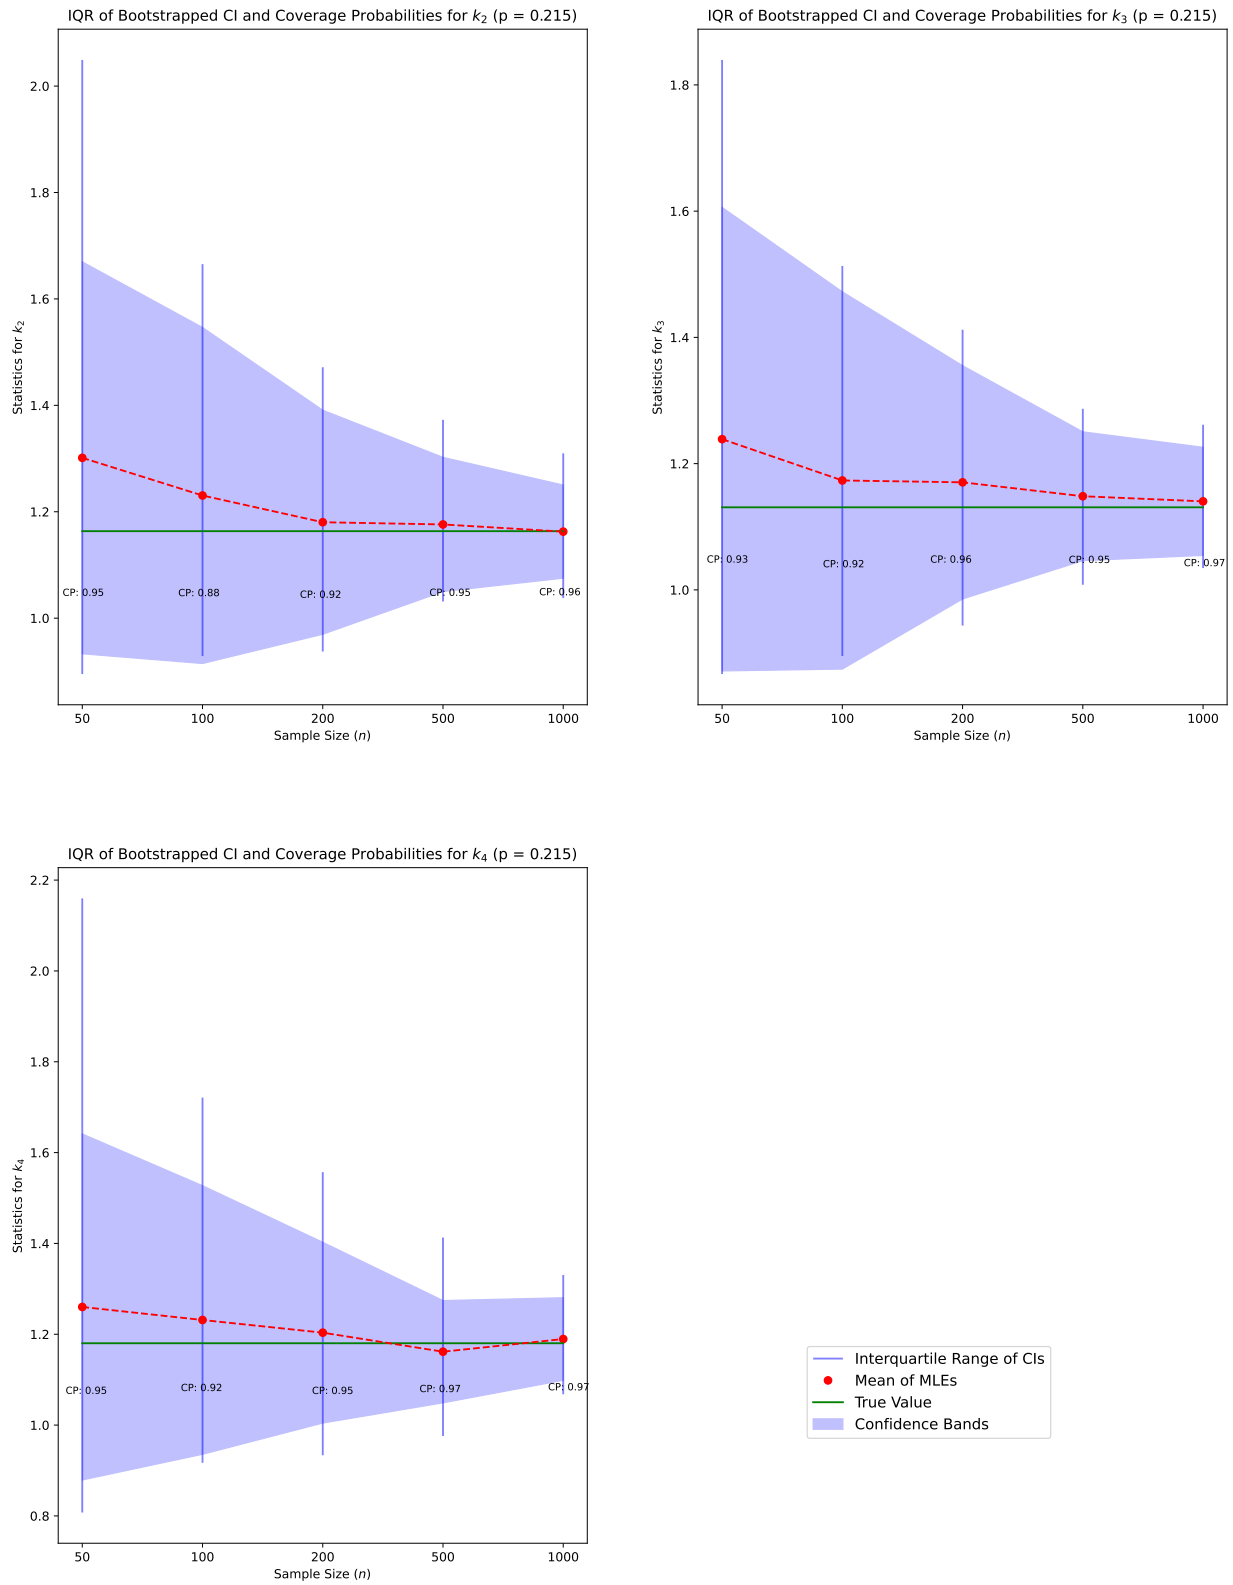 IQR of Bootstrapped CI and Coverage Probabilities for k₂ (p = 0.215)
Statistics for k₂
2.0
1.8
1.6
1.4
1.2
1.0
CP: 0.95
CP: 0.88
CP: 0.92
CP: 0.95
CP: 0.96
50 100 200 500 1000
Sample Size (n)
IQR of Bootstrapped CI and Coverage Probabilities for k₃ (p = 0.215)
Statistics for k₃
1.8
1.6
1.4
1.2
1.0
CP: 0.93
CP: 0.92
CP: 0.96
CP: 0.95
CP: 0.97
50 100 200 500 1000
Sample Size (n)
IQR of Bootstrapped CI and Coverage Probabilities for k₄ (p = 0.215)
Statistics for k₄
2.2
2.0
1.8
1.6
1.4
1.2
1.0
0.8
CP: 0.95
CP: 0.92
CP: 0.95
CP: 0.97
CP: 0.97
50 100 200 500 1000
Sample Size (n)
Interquartile Range of CIs
Mean of MLEs
True Value
Confidence Bands